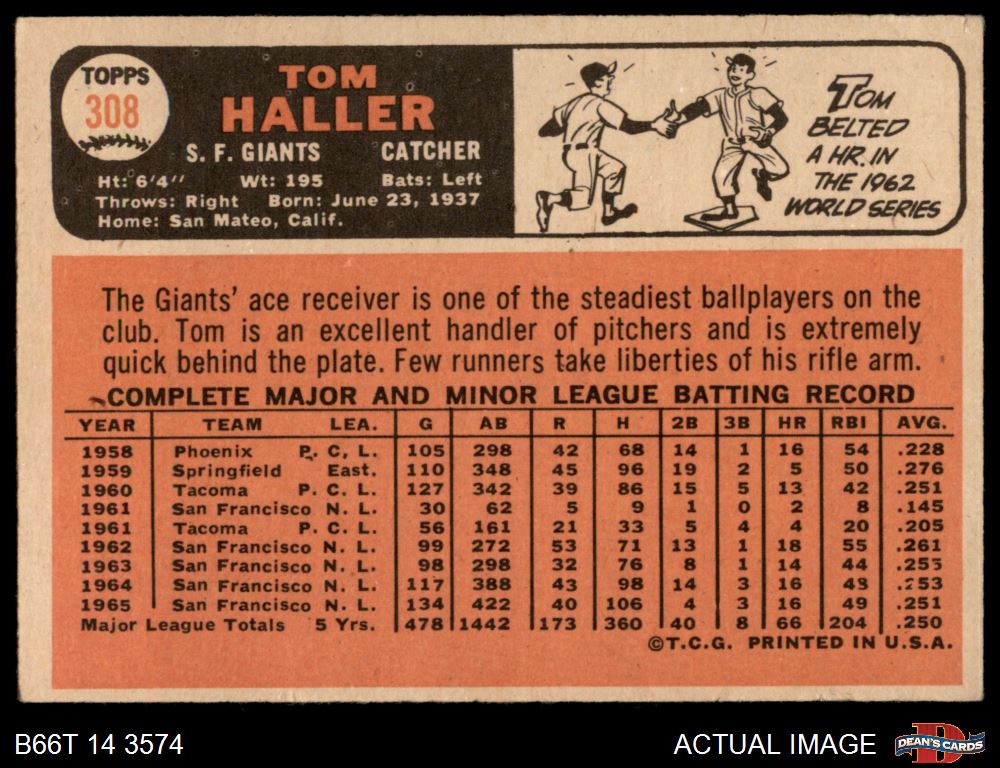 TOPPS
308
TOM
HALLER
S. F. GIANTS CATCHER
Ht: 6'4" Wt: 195 Bats: Left
Throws: Right Born: June 23, 1937
Home: San Mateo, Calif.
TOM
BELTED
A HR. IN
THE 1962
WORLD SERIES
The Giants' ace receiver is one of the steadiest ballplayers on the
club. Tom is an excellent handler of pitchers and is extremely
quick behind the plate. Few runners take liberties of his rifle arm.
COMPLETE MAJOR AND MINOR LEAGUE BATTING RECORD
YEAR TEAM LEA. G AB R H 2B 3B HR RBI AVG.
1958 Phoenix P. C. L. 105 298 42 68 14 1 16 54 .228
1959 Springfield East. 110 348 45 96 19 2 5 50 .276
1960 Tacoma P. C. L. 127 342 39 86 15 5 13 42 .251
1961 San Francisco N. L. 30 62 5 9 1 0 2 8 .145
1961 Tacoma P. C. L. 56 161 21 33 5 4 4 20 .205
1962 San Francisco N. L. 99 272 53 71 13 1 18 55 .261
1963 San Francisco N. L. 98 298 32 76 8 1 14 44 .255
1964 San Francisco N. L. 117 388 43 98 14 3 16 48 .253
1965 San Francisco N. L. 134 422 40 106 4 3 16 49 .251
Major League Totals 5 Yrs. 478 1442 173 360 40 8 66 204 .250
©T.C.G. PRINTED IN U.S.A.
B66T 14 3574
ACTUAL IMAGE
D
DEAN'S CARDS